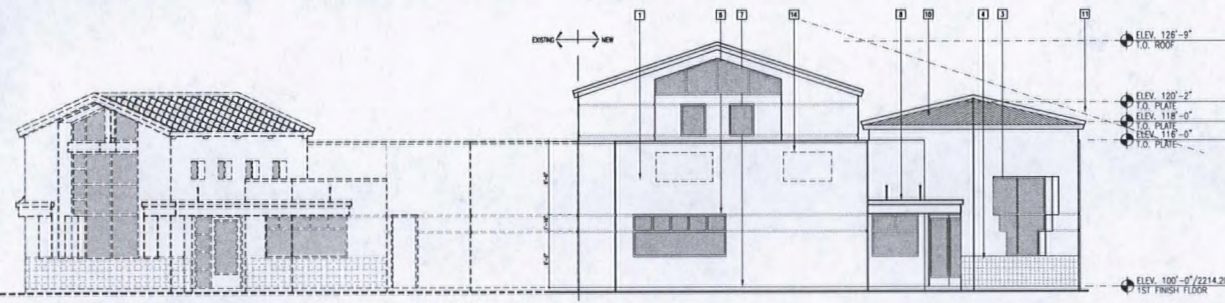 1 6 7 14 8 10 4 3 11
EXISTING NEW
ELEV. 126'-9"
T.O. ROOF
ELEV. 120'-2"
T.O. PLATE
ELEV. 118'-0"
T.O. PLATE
ELEV. 116'-0"
T.O. PLATE
ELEV. 100'-0"/2214.2
1ST FINISH FLOOR